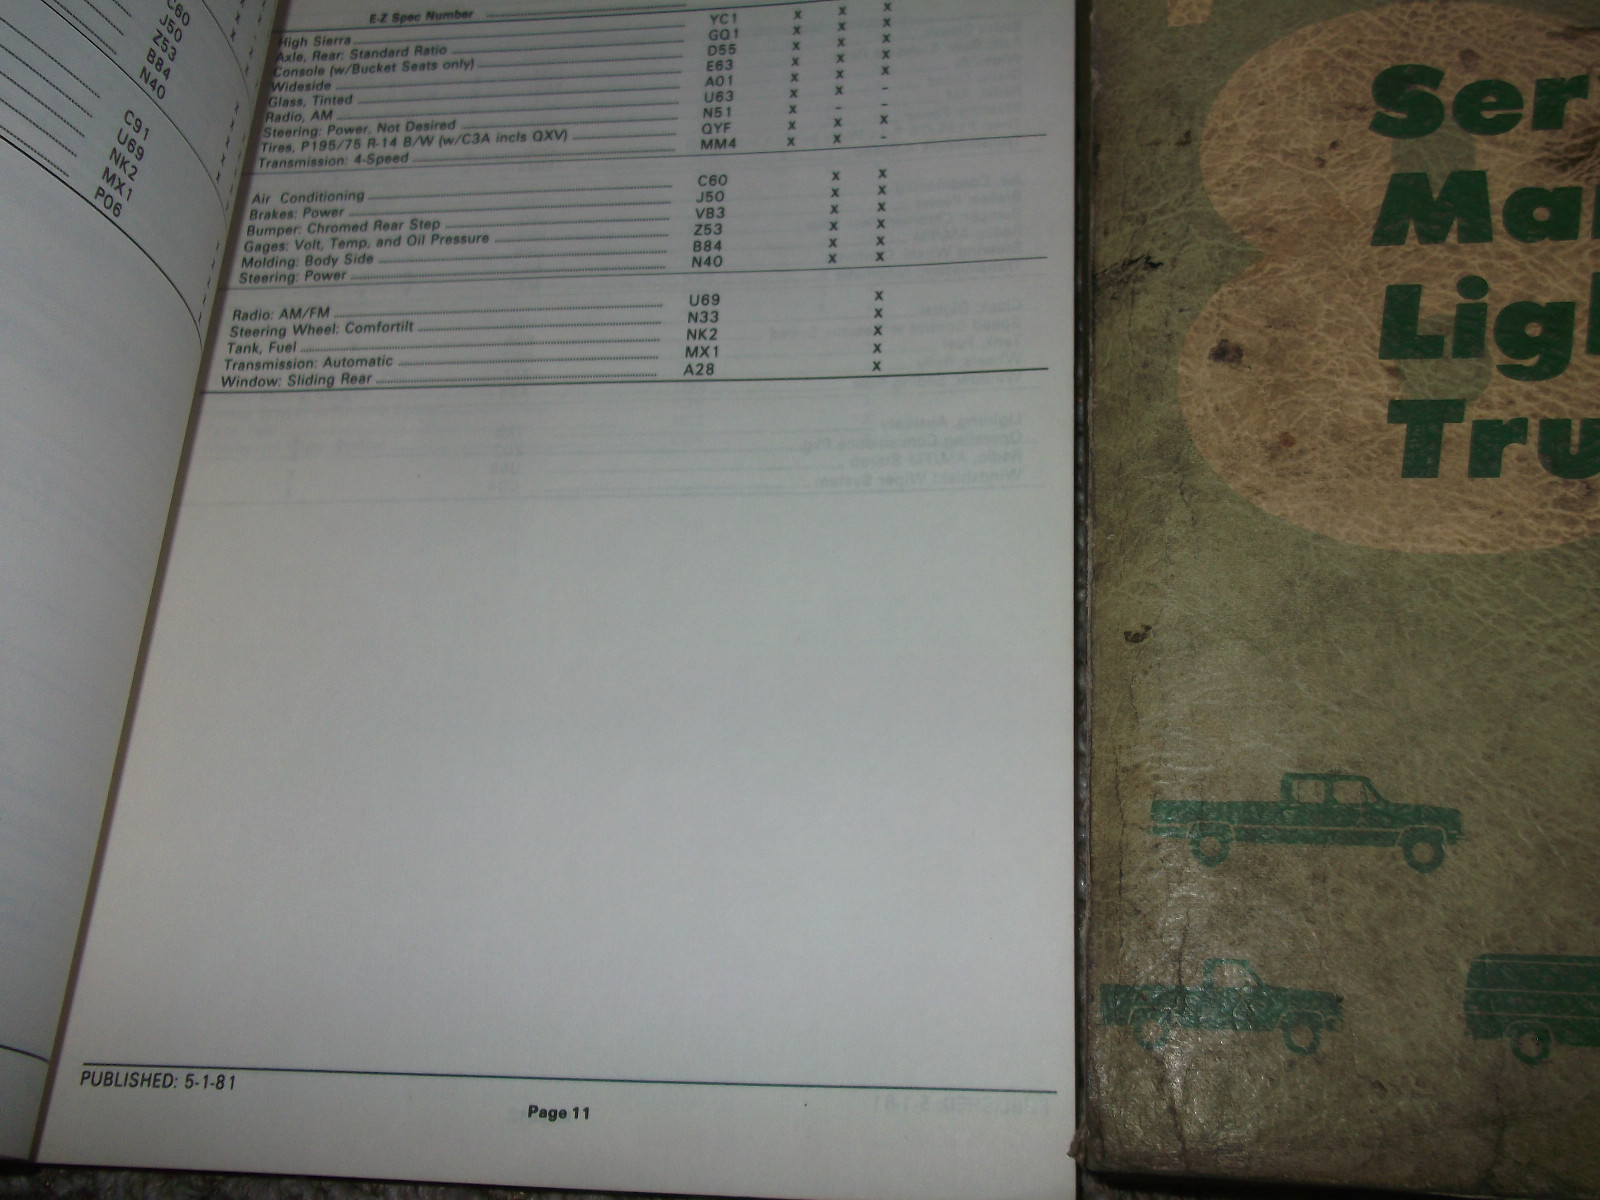 C60
J50
Z53
B84
N40
C91
U69
NK2
MX1
P06
E-Z Spec Number
High Sierra YC1 x x x
Axle, Rear: Standard Ratio GQ1 x x x
Console (w/Bucket Seats only) D55 x x x
Wideside E63 x x x
Glass, Tinted A01 x x x
Radio, AM U63 x x -
Steering: Power, Not Desired N51 x - -
Tires, P195/75 R-14 B/W (w/C3A incls QXV) QYF x x x
Transmission: 4-Speed MM4 x x -
Air Conditioning C60 x x
Brakes: Power J50 x x
Bumper: Chromed Rear Step VB3 x x
Gages: Volt, Temp, and Oil Pressure Z53 x x
Molding: Body Side B84 x x
Steering: Power N40 x x
Radio: AM/FM U69 x
Steering Wheel: Comfortilt N33 x
Tank, Fuel NK2 x
Transmission: Automatic MX1 x
Window: Sliding Rear A28 x
PUBLISHED: 5-1-81
Page 11
Ser
Ma
Lig
Tru